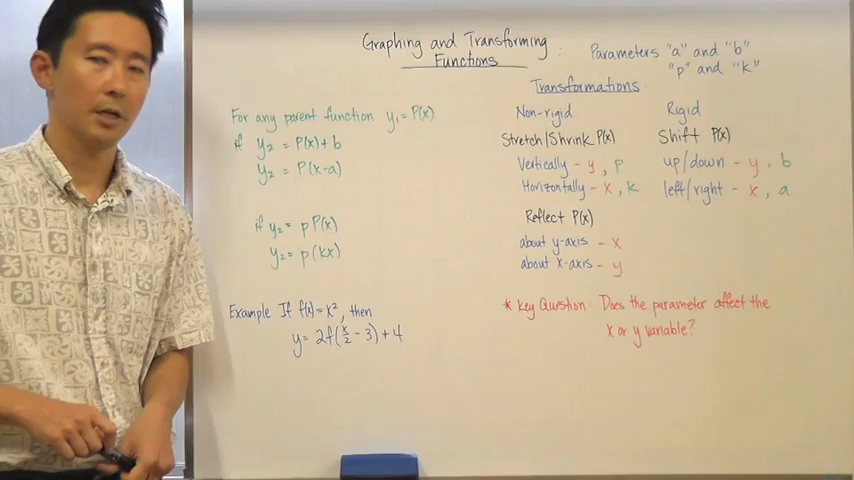 Graphing and Transforming Functions : Parameters "a" and "b"
"p" and "k"
For any parent function y₁ = P(x)
if y₂ = P(x) + b
y₂ = P(x-a)
if y₂ = p P(x)
y₂ = p(kx)
Example If f(x) = x², then
y = 2f(x/2 - 3) + 4
Transformations
Non-rigid
Stretch/Shrink P(x)
Vertically - y, p
Horizontally - x, k
Reflect P(x)
about y-axis - x
about x-axis - y
Rigid
Shift P(x)
up/down - y, b
left/right - x, a
* Key Question: Does the parameter affect the
x or y variable?